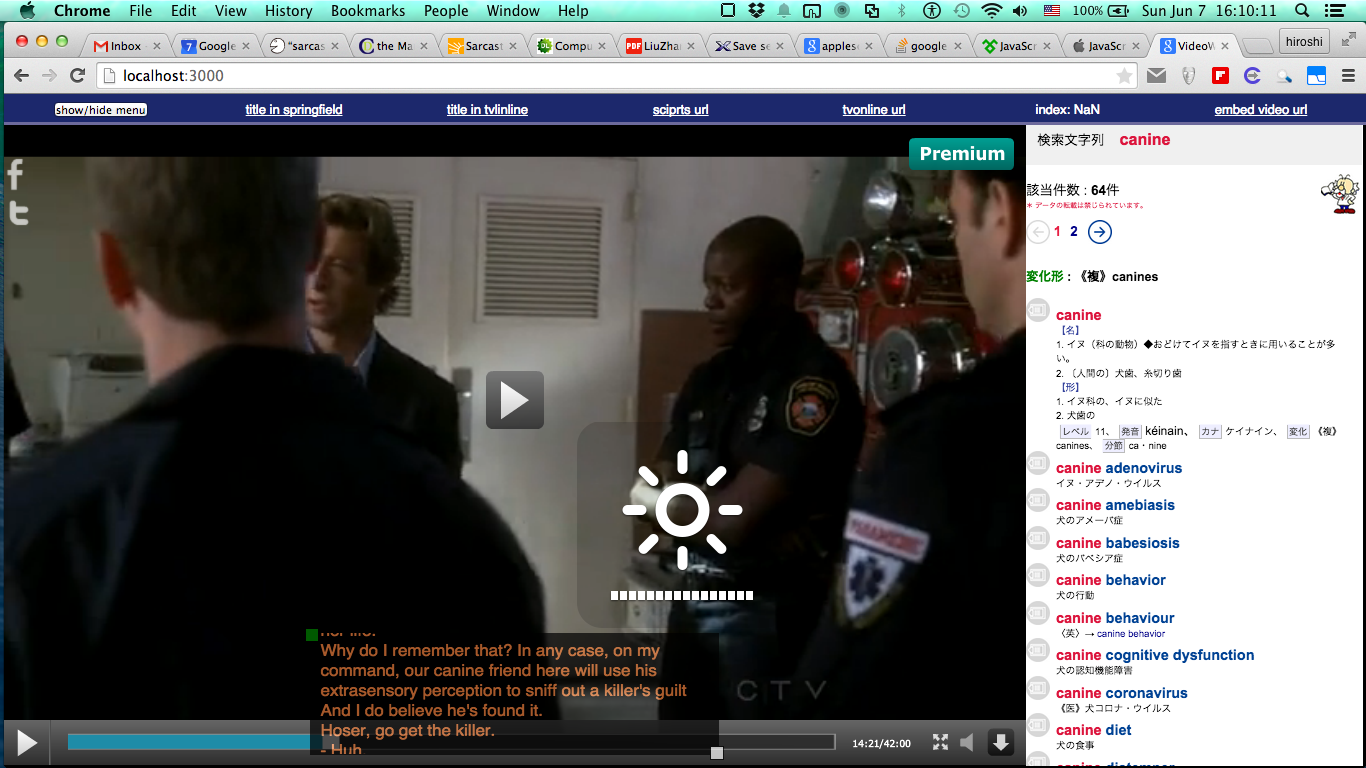 Chrome File Edit View History Bookmarks People Window Help 100% Sun Jun 7 16:10:11
Inbox Google "sarcas the Ma Sarcast Compu LiuZhar Save se applesc google JavaScr JavaScr VideoW hiroshi
localhost:3000
show/hide menu title in springfield title in tvlinline sciprts url tvonline url index: NaN embed video url
Premium
PARAMEDIC
CTV
her life.
Why do I remember that? In any case, on my
command, our canine friend here will use his
extrasensory perception to sniff out a killer's guilt
And I do believe he's found it.
Hoser, go get the killer.
- Huh
14:21/42:00
検索文字列 canine
該当件数 : 64件
* データの転載は禁じられています。
1 2
変化形 : 《複》canines
canine
【名】
1. イヌ（科の動物）◆おどけてイヌを指すときに用いることが多
い。
2. 〔人間の〕犬歯、糸切り歯
【形】
1. イヌ科の、イヌに似た
2. 犬歯の
レベル 11、 発音 kéinain、 カナ ケイナイン、 変化 《複》
canines、 分節 ca・nine
canine adenovirus
イヌ・アデノ・ウイルス
canine amebiasis
犬のアメーバ症
canine babesiosis
犬のバベシア症
canine behavior
犬の行動
canine behaviour
〈英〉→ canine behavior
canine cognitive dysfunction
犬の認知機能障害
canine coronavirus
《医》犬コロナ・ウイルス
canine diet
犬の食事
canine distemper